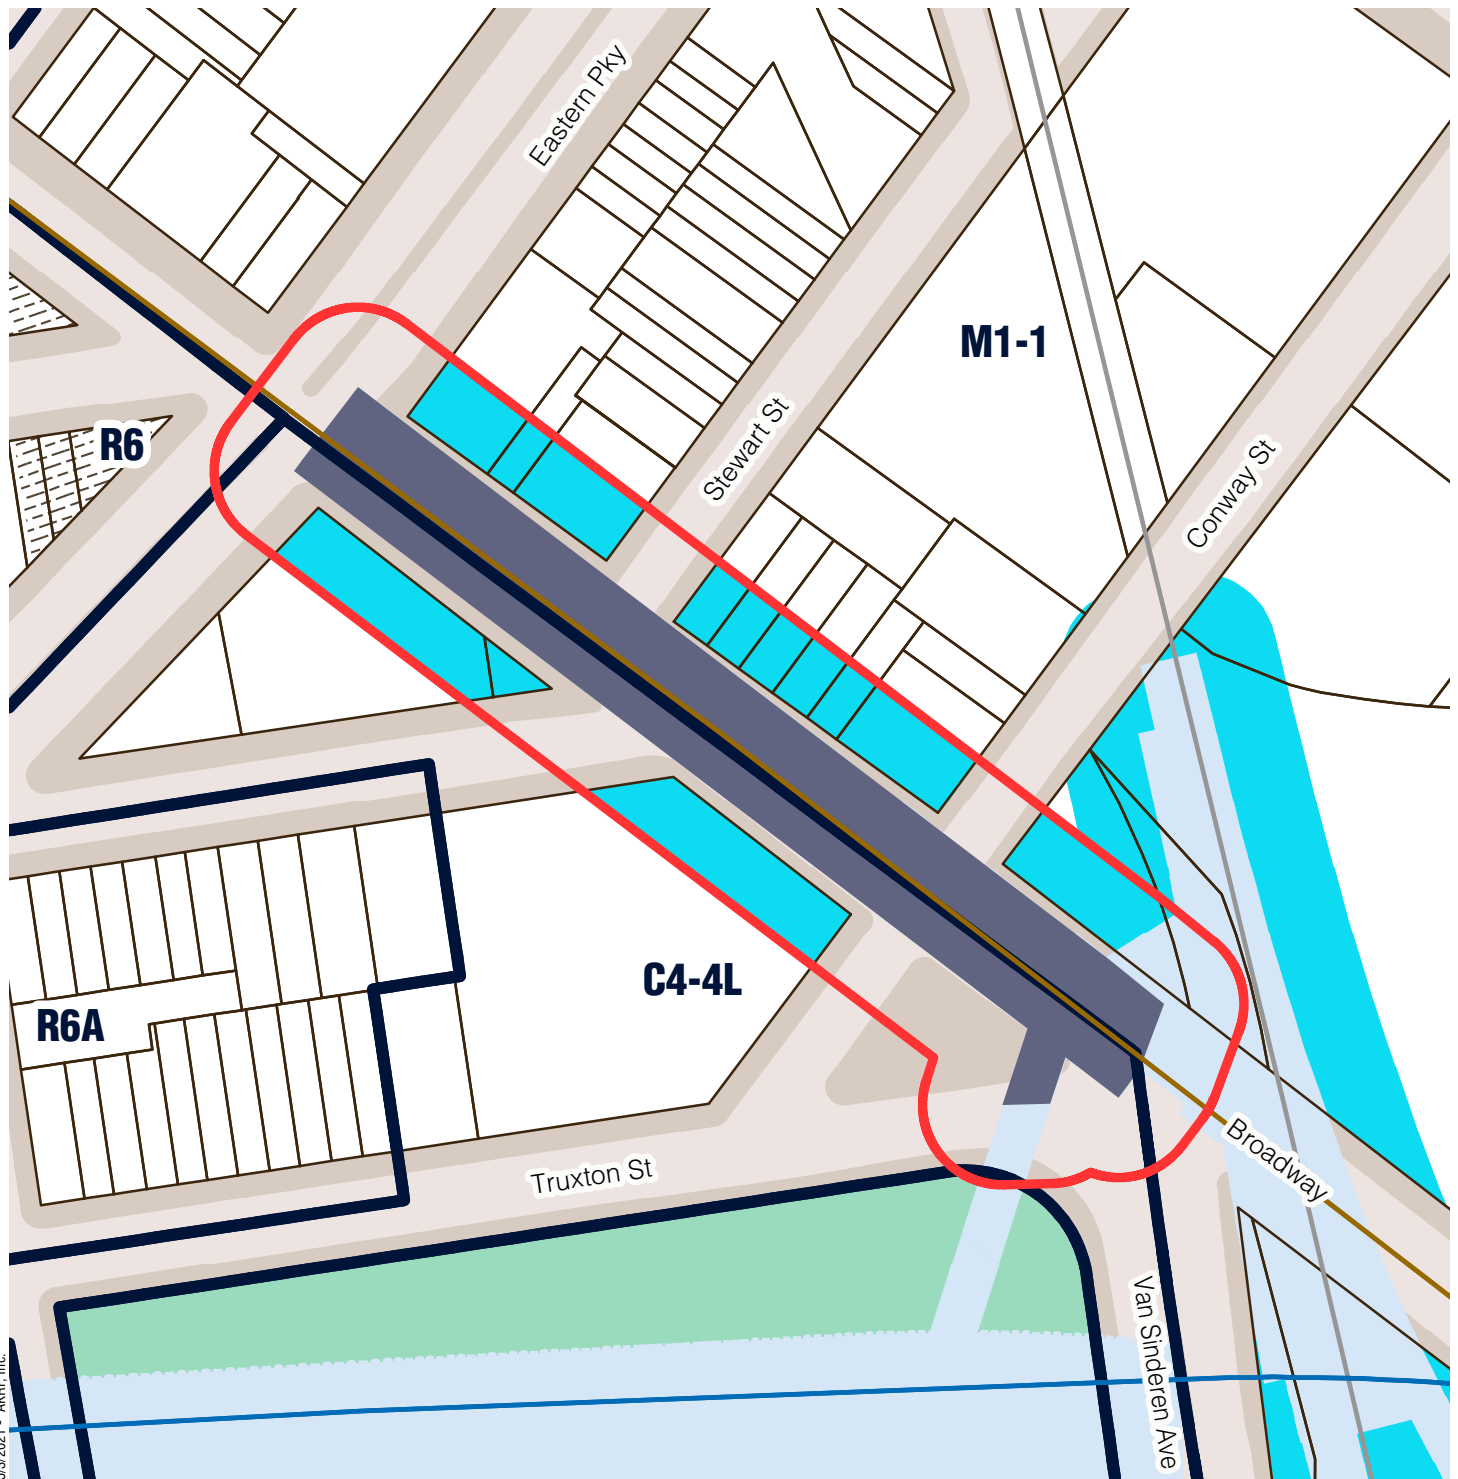 Eastern Pky
M1-1
R6
Stewart St
Conway St
C4-4L
R6A
Broadway
Truxton St
Van Sinderen Ave